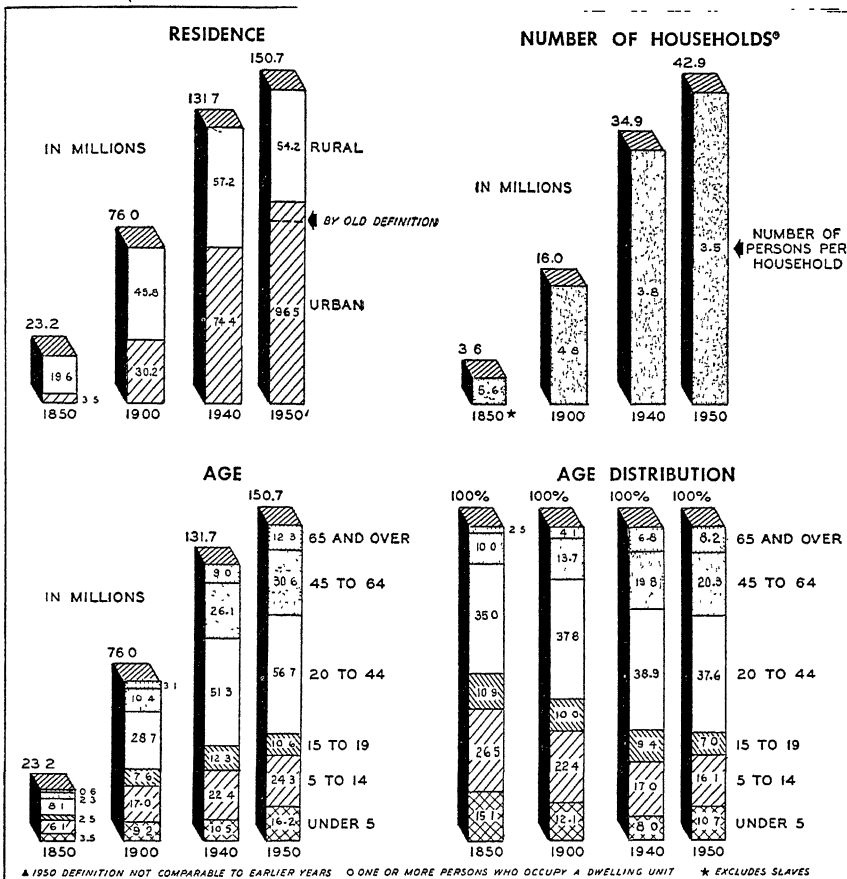 RESIDENCE
150.7
131.7
54.2 RURAL
IN MILLIONS
57.2
76.0
BY OLD DEFINITION
45.8
74.4
96.5 URBAN
23.2
19.6
30.2
3.5
1850 1900 1940 1950
NUMBER OF HOUSEHOLDS
42.9
34.9
IN MILLIONS
NUMBER OF
PERSONS PER
HOUSEHOLD
3.5
16.0
3.8
4.8
3.6
5.6
1850* 1900 1940 1950
AGE
150.7
131.7
12.3 65 AND OVER
9.0
30.6 45 TO 64
IN MILLIONS
26.1
76.0
56.7 20 TO 44
3.1
10.4
51.3
28.7
10.6 15 TO 19
12.3
23.2
7.6
24.3 5 TO 14
0.6
2.3
8.1
17.0
22.4
2.5
6.1
16.2 UNDER 5
3.5
9.2
10.5
1850 1900 1940 1950
AGE DISTRIBUTION
100% 100% 100% 100%
2.5
4.1
6.8
8.2 65 AND OVER
10.0
13.7
19.8
20.3 45 TO 64
35.0
37.8
38.9
37.6 20 TO 44
10.9
10.0
9.4
7.0 15 TO 19
26.5
22.4
17.0
16.1 5 TO 14
15.1
12.1
8.0
10.7 UNDER 5
1850 1900 1940 1950
▲ 1950 DEFINITION NOT COMPARABLE TO EARLIER YEARS O ONE OR MORE PERSONS WHO OCCUPY A DWELLING UNIT ★ EXCLUDES SLAVES